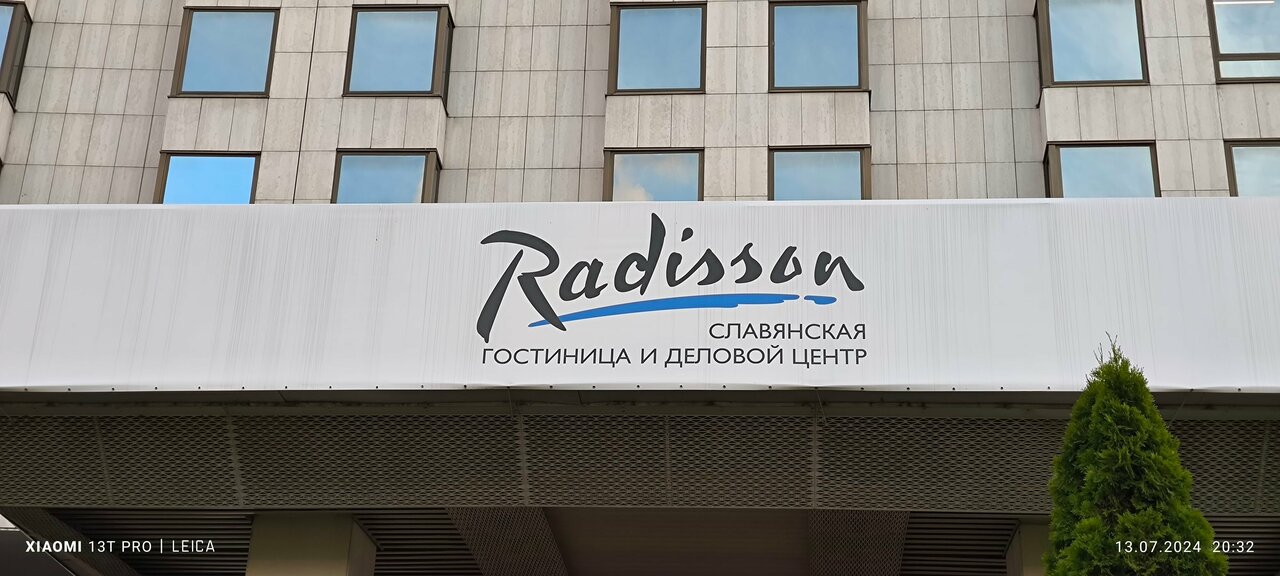 Radisson
СЛАВЯНСКАЯ
ГОСТИНИЦА И ДЕЛОВОЙ ЦЕНТР
XIAOMI 13T PRO | LEICA
13.07.2024 20:32